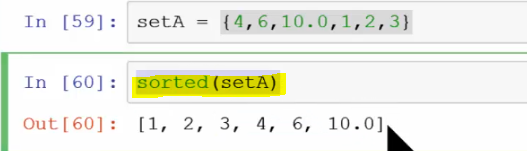 In [59]: setA = {4,6,10.0,1,2,3}
In [60]: sorted(setA)
Out[60]: [1, 2, 3, 4, 6, 10.0]